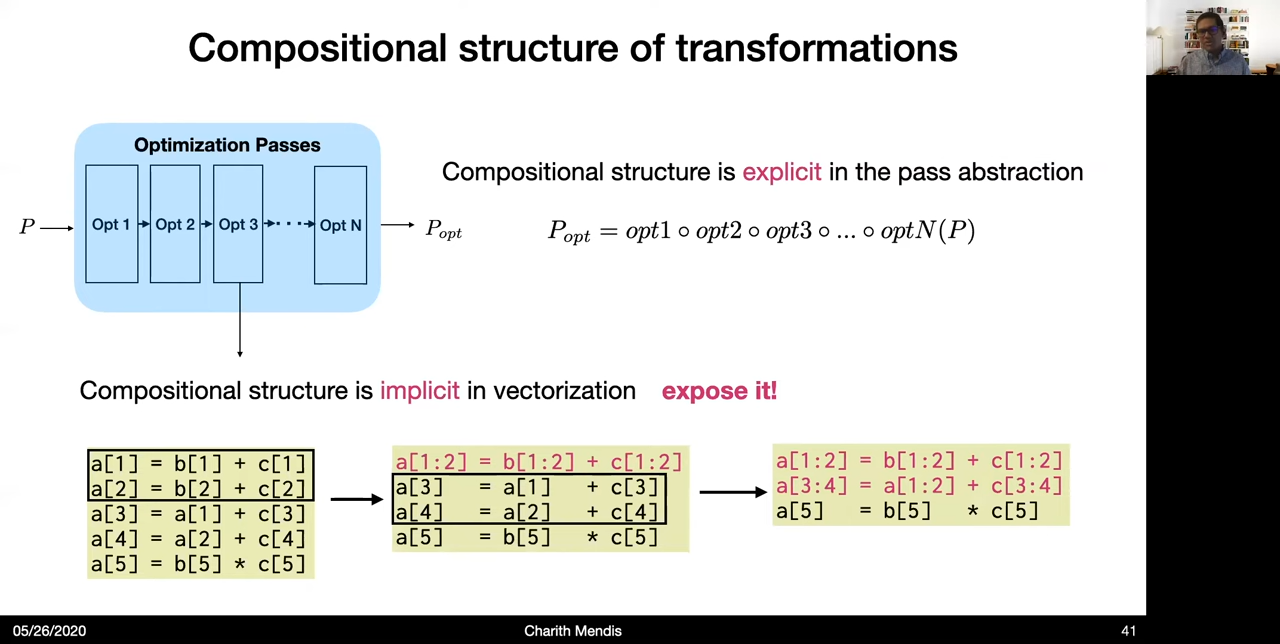 Compositional structure of transformations
Optimization Passes
P
Opt 1
Opt 2
Opt 3
...
Opt N
P_opt
Compositional structure is explicit in the pass abstraction
P_opt = opt1 ∘ opt2 ∘ opt3 ∘ ... ∘ optN(P)
Compositional structure is implicit in vectorization expose it!
a[1] = b[1] + c[1]
a[2] = b[2] + c[2]
a[3] = a[1] + c[3]
a[4] = a[2] + c[4]
a[5] = b[5] * c[5]
a[1:2] = b[1:2] + c[1:2]
a[3] = a[1] + c[3]
a[4] = a[2] + c[4]
a[5] = b[5] * c[5]
a[1:2] = b[1:2] + c[1:2]
a[3:4] = a[1:2] + c[3:4]
a[5] = b[5] * c[5]
05/26/2020
Charith Mendis
41